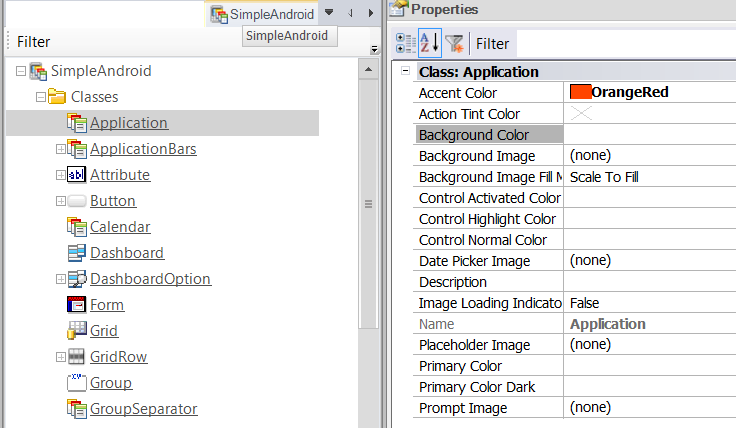 SimpleAndroid
SimpleAndroid
Filter
SimpleAndroid
Classes
Application
ApplicationBars
Attribute
Button
Calendar
Dashboard
DashboardOption
Form
Grid
GridRow
Group
GroupSeparator
Properties
Filter
Class: Application
Accent Color OrangeRed
Action Tint Color
Background Color
Background Image (none)
Background Image Fill M Scale To Fill
Control Activated Color
Control Highlight Color
Control Normal Color
Date Picker Image (none)
Description
Image Loading Indicato False
Name Application
Placeholder Image (none)
Primary Color
Primary Color Dark
Prompt Image (none)